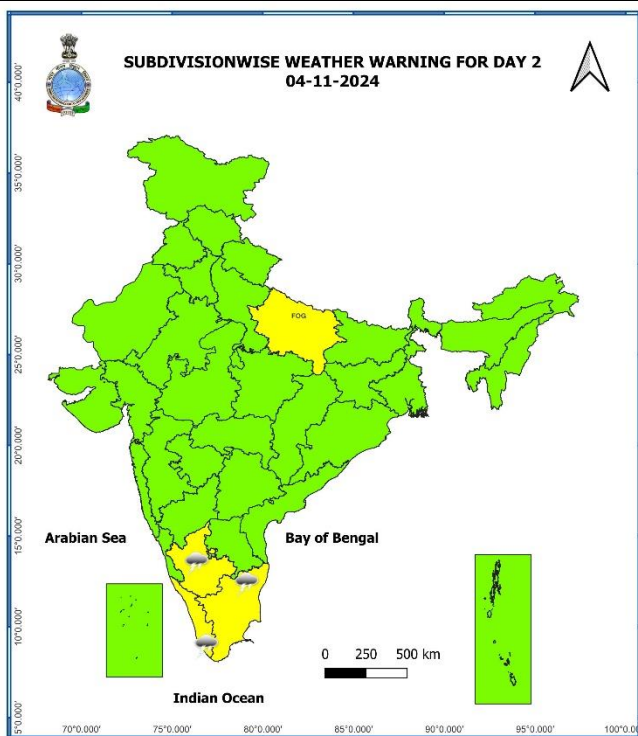 SUBDIVISIONWISE WEATHER WARNING FOR DAY 2
04-11-2024
40°0.000'
35°0.000'
30°0.000'
25°0.000'
20°0.000'
15°0.000'
10°0.000'
5°0.000'
FOG
Arabian Sea
Bay of Bengal
0 250 500 km
Indian Ocean
70°0.000' 75°0.000' 80°0.000' 85°0.000' 90°0.000' 95°0.000' 100°0.0